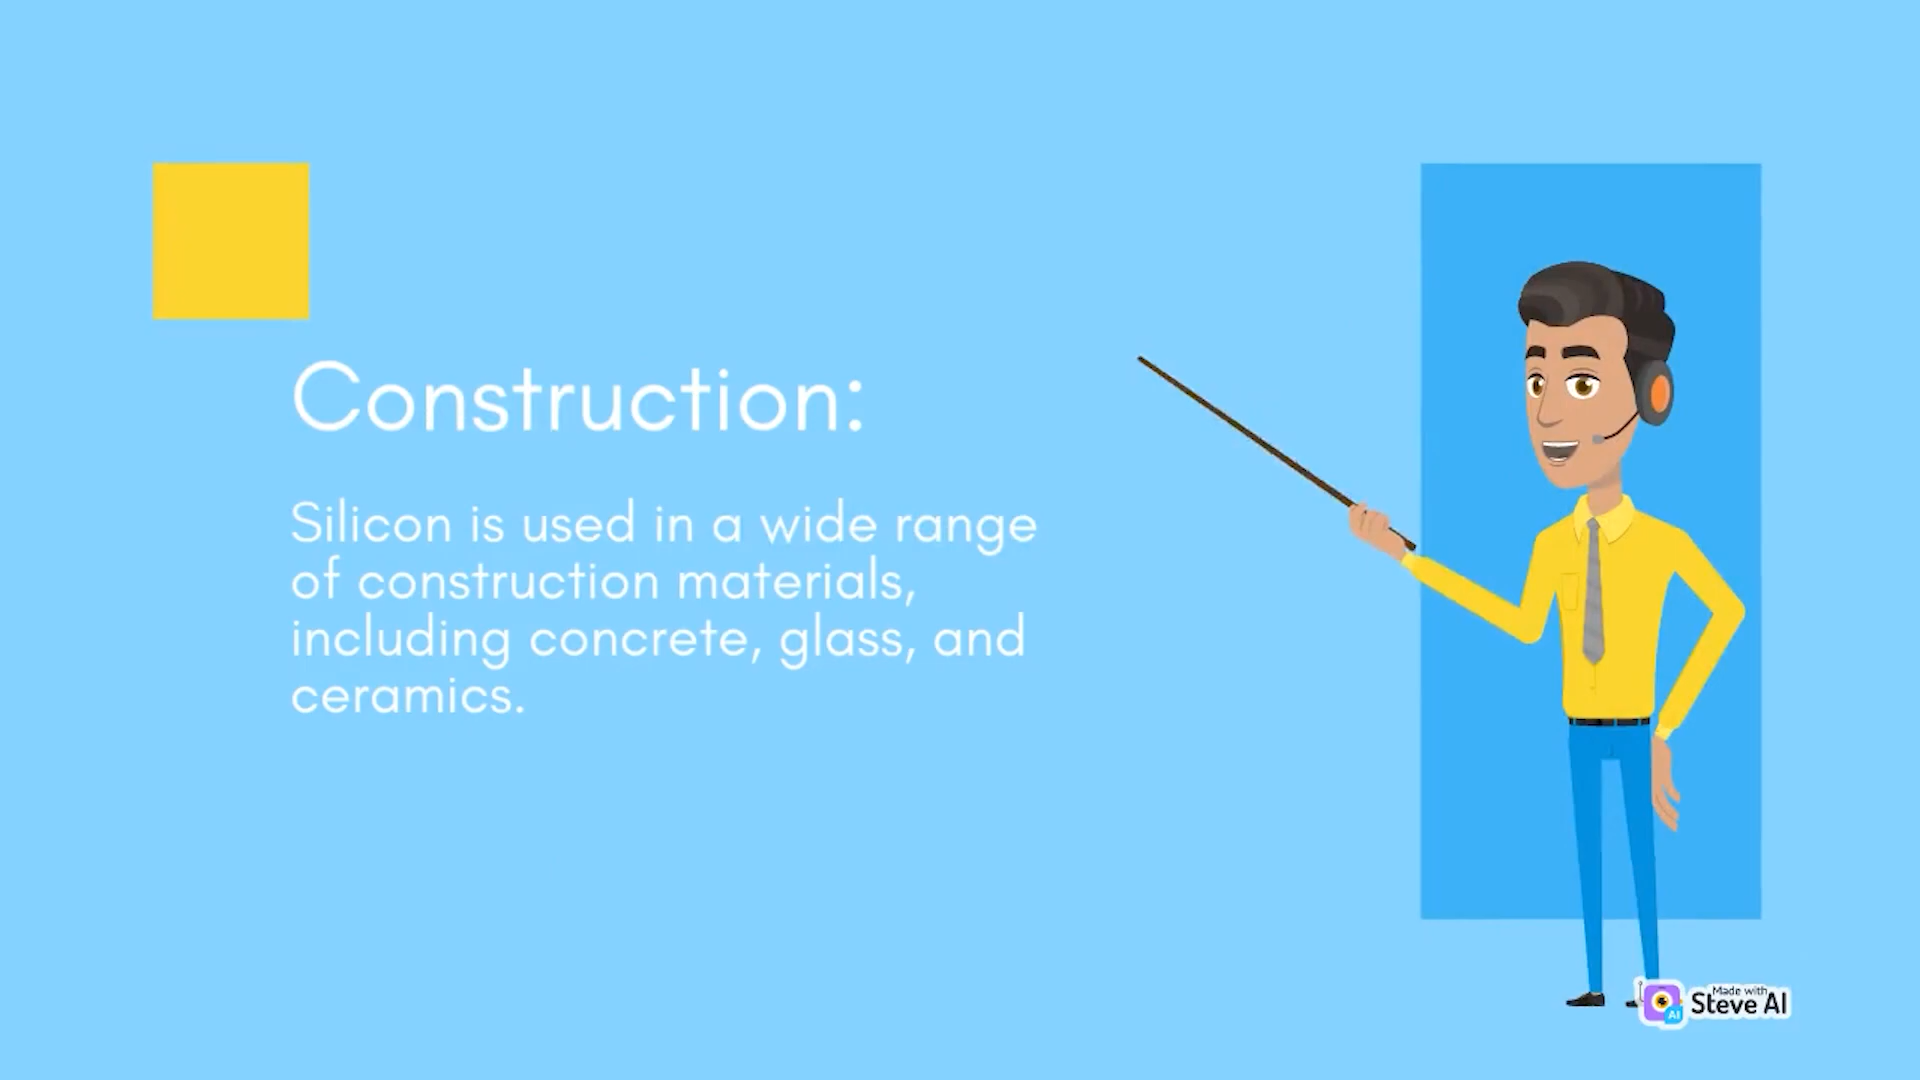 Construction:
Silicon is used in a wide range
of construction materials,
including concrete, glass, and
ceramics.
Made with
Steve AI
AI